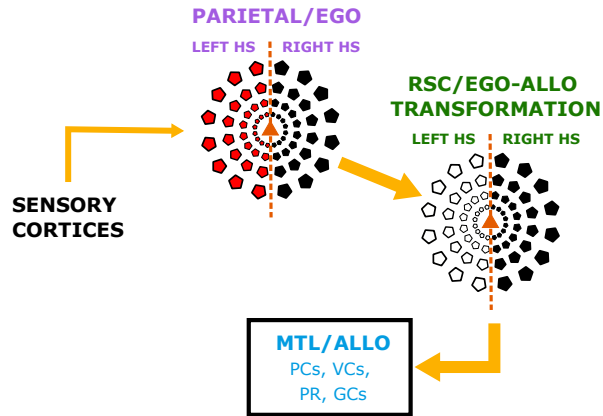 PARIETAL/EGO
LEFT HS RIGHT HS
RSC/EGO-ALLO
TRANSFORMATION
LEFT HS RIGHT HS
SENSORY
CORTICES
MTL/ALLO
PCs, VCs,
PR, GCs